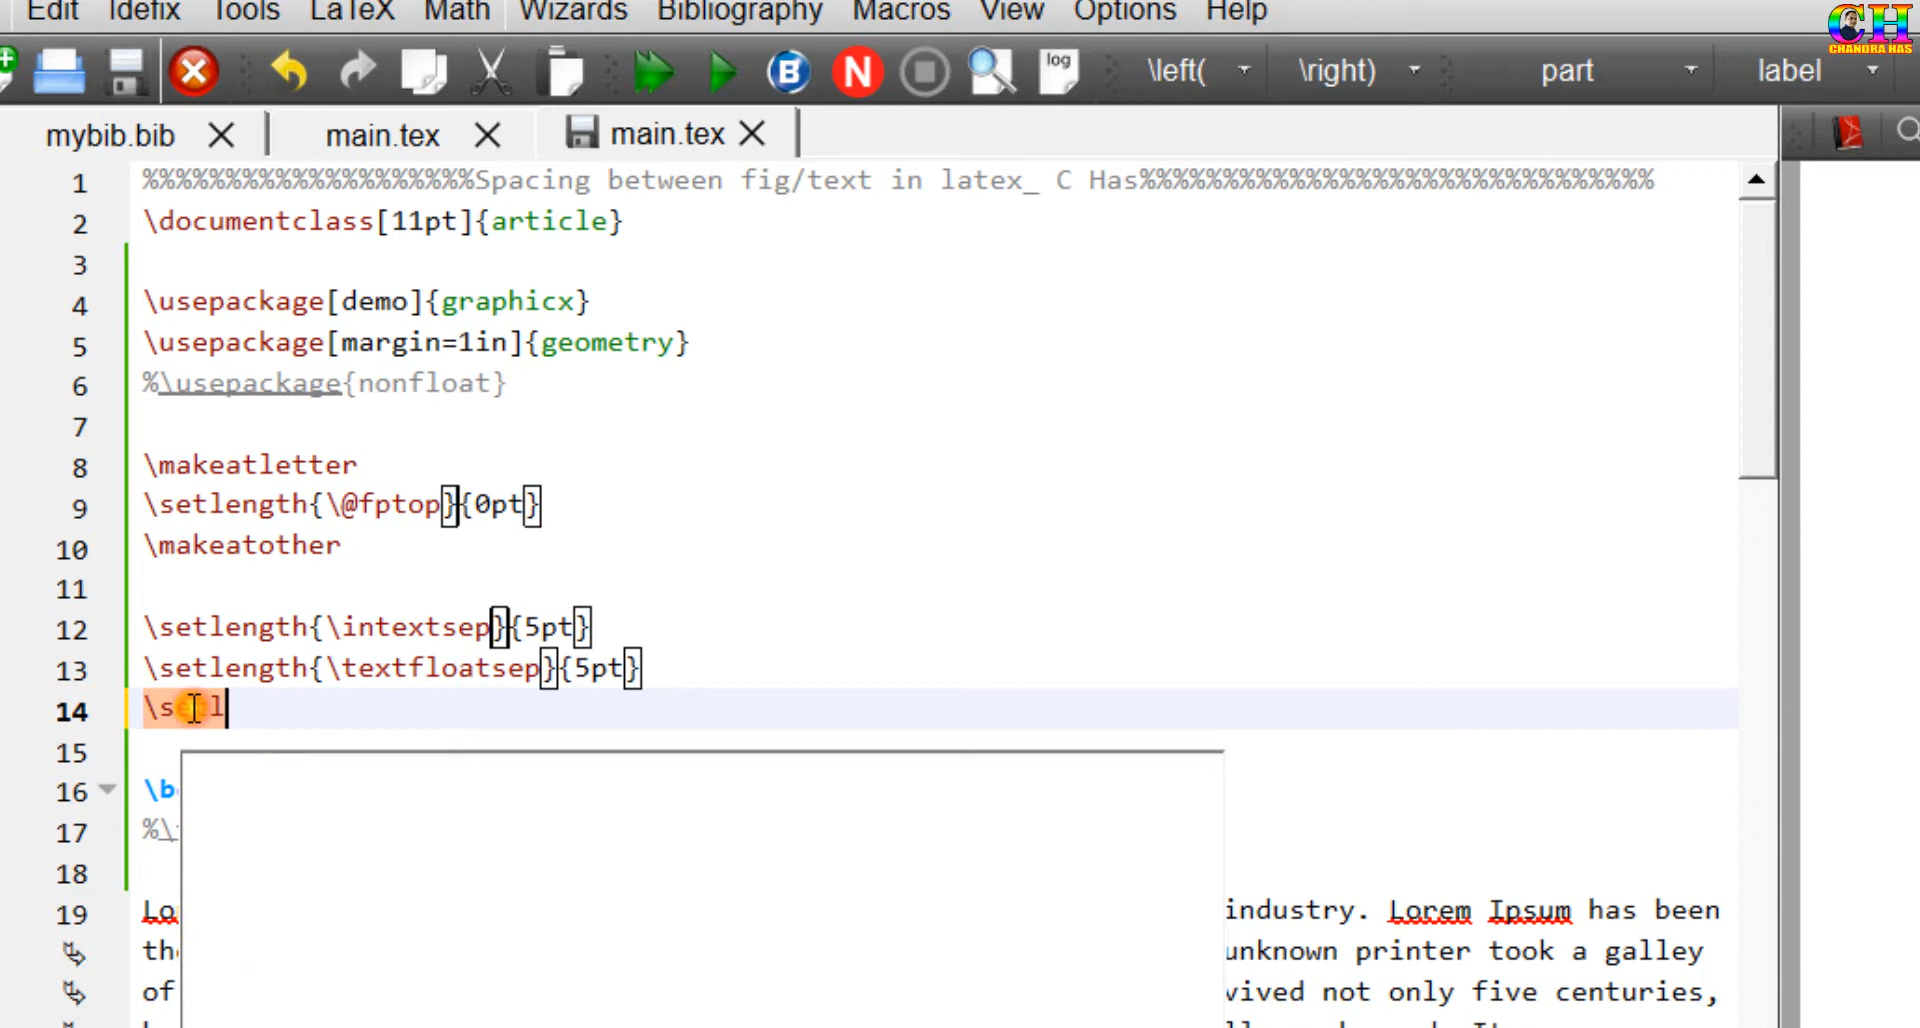 Edit Idefix Tools LaTeX Math Wizards Bibliography Macros View Options Help
CH
CHANDRA HAS
B N log \left( \right) part label
mybib.bib main.tex main.tex
1 %%%%%%%%%%%%%%%%%%%%Spacing between fig/text in latex_ C Has%%%%%%%%%%%%%%%%%%%%%%%%%%%%%%%
2 \documentclass[11pt]{article}
3
4 \usepackage[demo]{graphicx}
5 \usepackage[margin=1in]{geometry}
6 %\usepackage{nonfloat}
7
8 \makeatletter
9 \setlength{\@fptop}{0pt}
10 \makeatother
11
12 \setlength{\intextsep}{5pt}
13 \setlength{\textfloatsep}{5pt}
14 \setl
15
16 \b
17 %\
18
19 Lo industry. Lorem Ipsum has been
th unknown printer took a galley
of vived not only five centuries,